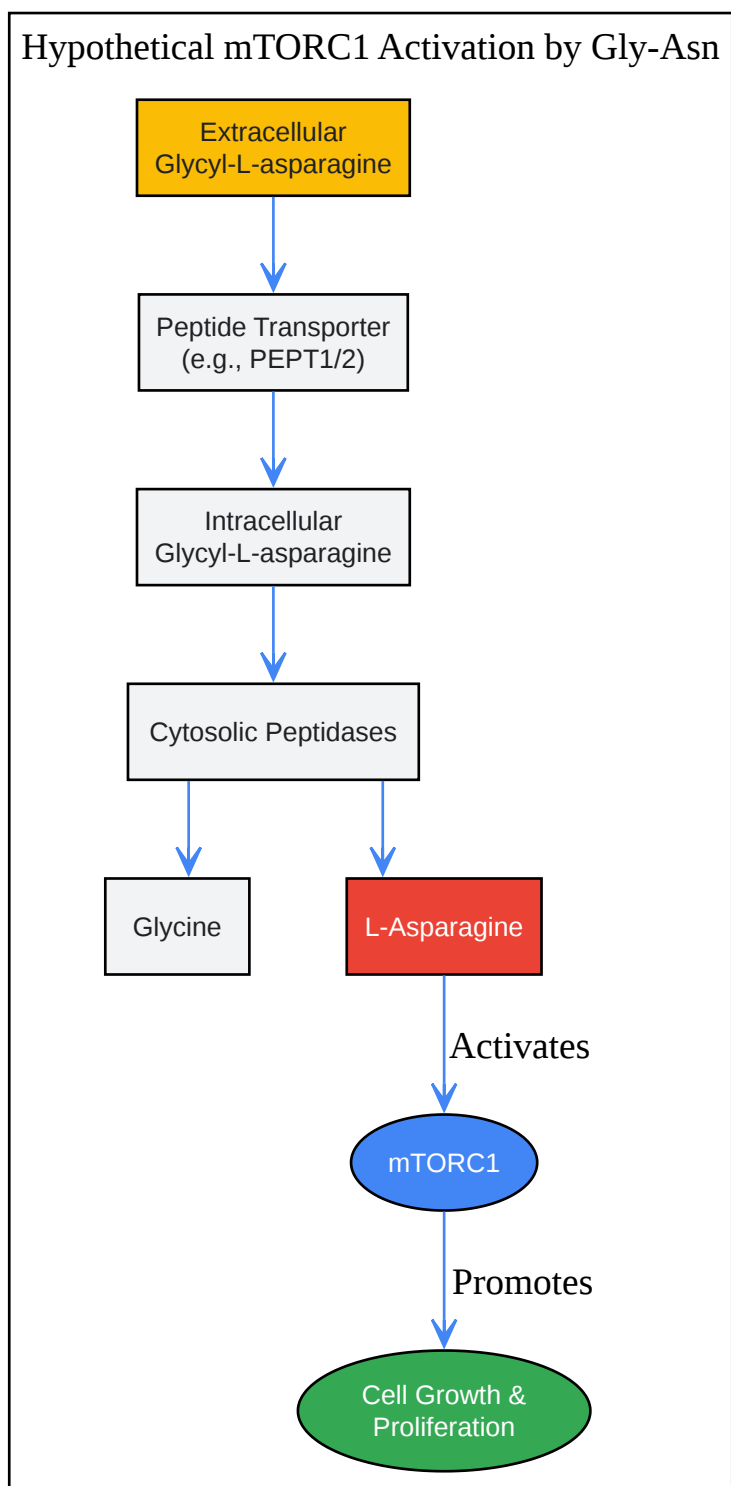 Hypothetical mTORC1 Activation by Gly-Asn
Extracellular
Glycyl-L-asparagine
Peptide Transporter
(e.g., PEPT1/2)
Intracellular
Glycyl-L-asparagine
Cytosolic Peptidases
Glycine
L-Asparagine
Activates
mTORC1
Promotes
Cell Growth &
Proliferation